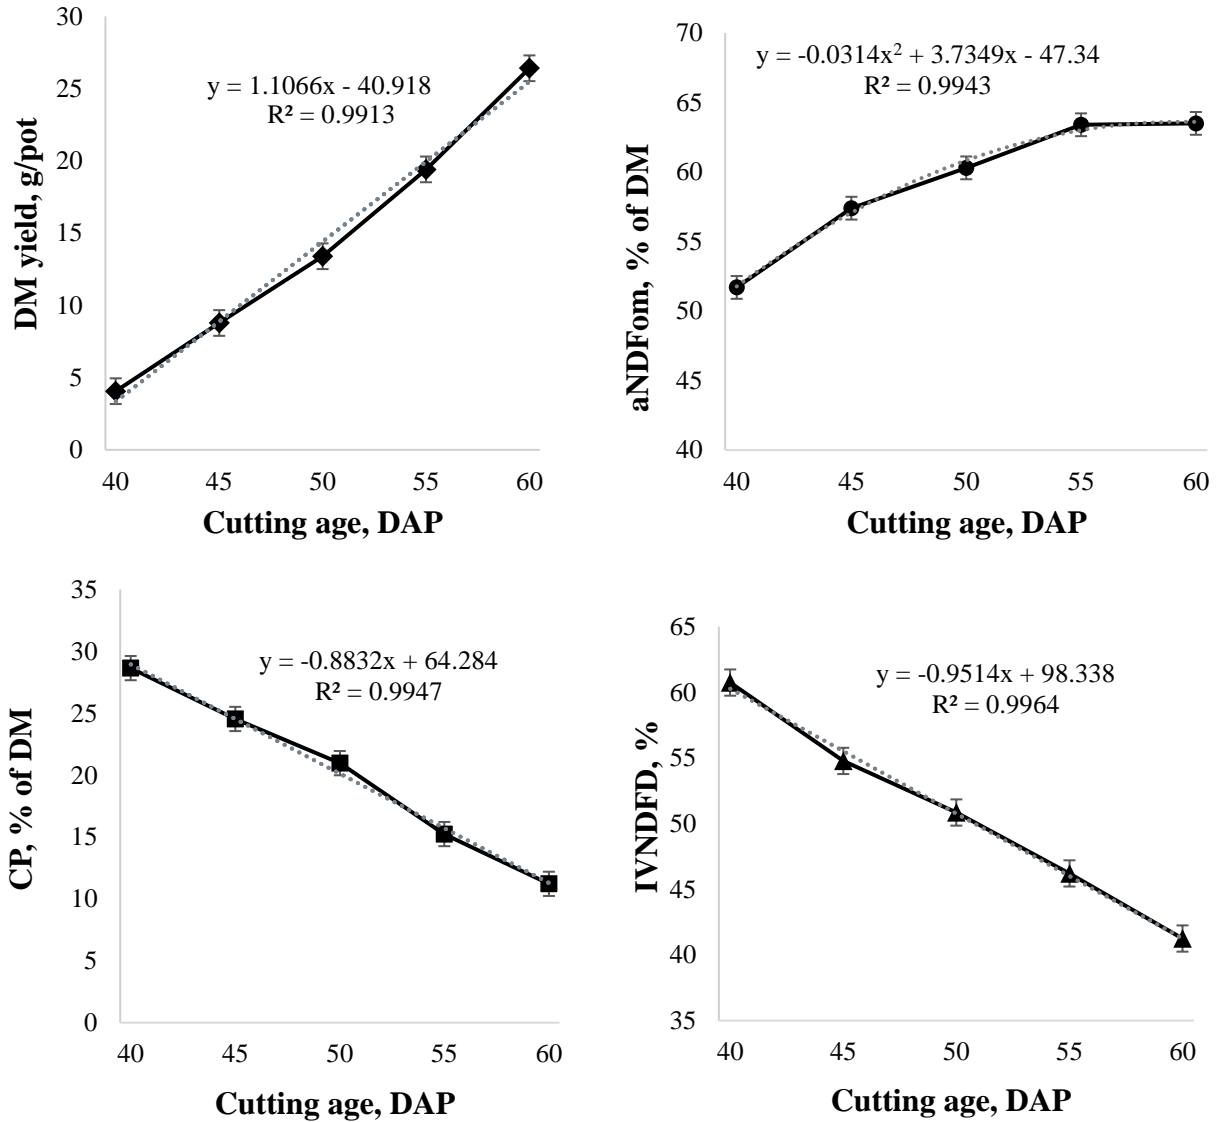 30
25
20
15
10
5
0
DM yield, g/pot
y = 1.1066x - 40.918
R² = 0.9913
40 45 50 55 60
Cutting age, DAP
70
65
60
55
50
45
40
aNDFom, % of DM
y = -0.0314x² + 3.7349x - 47.34
R² = 0.9943
40 45 50 55 60
Cutting age, DAP
35
30
25
20
15
10
5
0
CP, % of DM
y = -0.8832x + 64.284
R² = 0.9947
40 45 50 55 60
Cutting age, DAP
65
60
55
50
45
40
35
IVNDFD, %
y = -0.9514x + 98.338
R² = 0.9964
40 45 50 55 60
Cutting age, DAP